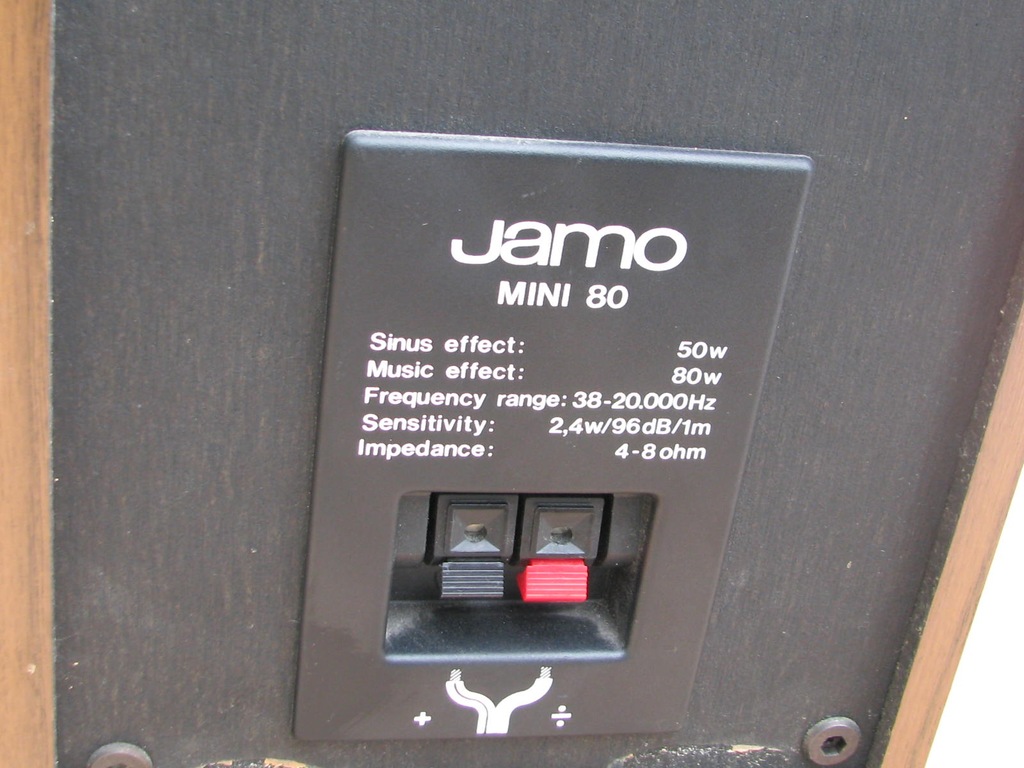 Jamo
MINI 80
Sinus effect: 50w
Music effect: 80w
Frequency range: 38-20.000Hz
Sensitivity: 2,4w/96dB/1m
Impedance: 4-8 ohm
+ ÷